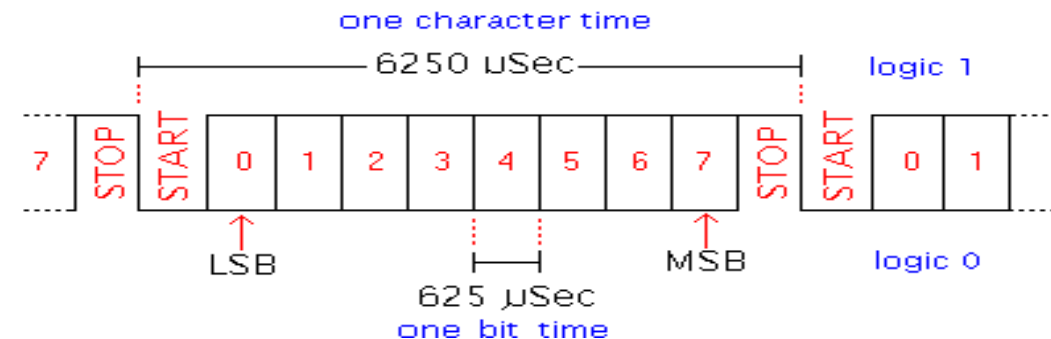 one character time
6250 µSec
logic 1
7 STOP START 0 1 2 3 4 5 6 7 STOP START 0 1
LSB
MSB
logic 0
625 µSec
one bit time